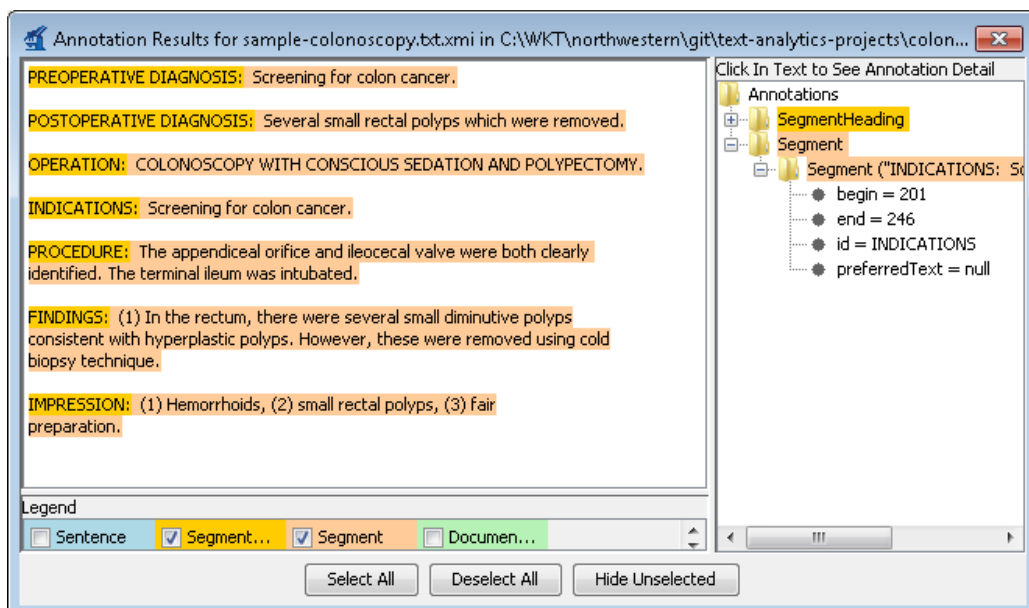 Annotation Results for sample-colonoscopy.txt.xmi in C:\WKT\northwestern\git\text-analytics-projects\colon...
PREOPERATIVE DIAGNOSIS: Screening for colon cancer.
POSTOPERATIVE DIAGNOSIS: Several small rectal polyps which were removed.
OPERATION: COLONOSCOPY WITH CONSCIOUS SEDATION AND POLYPECTOMY.
INDICATIONS: Screening for colon cancer.
PROCEDURE: The appendiceal orifice and ileocecal valve were both clearly
identified. The terminal ileum was intubated.
FINDINGS: (1) In the rectum, there were several small diminutive polyps
consistent with hyperplastic polyps. However, these were removed using cold
biopsy technique.
IMPRESSION: (1) Hemorrhoids, (2) small rectal polyps, (3) fair
preparation.
Click In Text to See Annotation Detail
Annotations
SegmentHeading
Segment
Segment ("INDICATIONS: Sc
begin = 201
end = 246
id = INDICATIONS
preferredText = null
Legend
Sentence
Segment...
Segment
Documen...
Select All
Deselect All
Hide Unselected